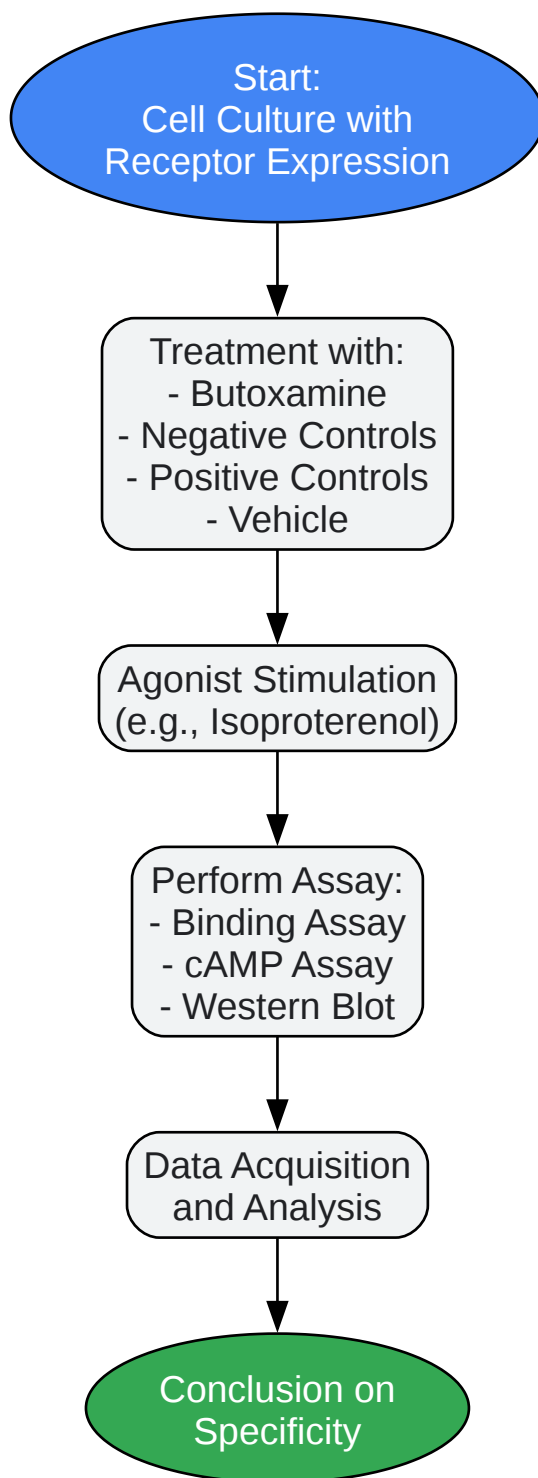 Start:
Cell Culture with
Receptor Expression
Treatment with:
- Butoxamine
- Negative Controls
- Positive Controls
- Vehicle
Agonist Stimulation
(e.g., Isoproterenol)
Perform Assay:
- Binding Assay
- cAMP Assay
- Western Blot
Data Acquisition
and Analysis
Conclusion on
Specificity